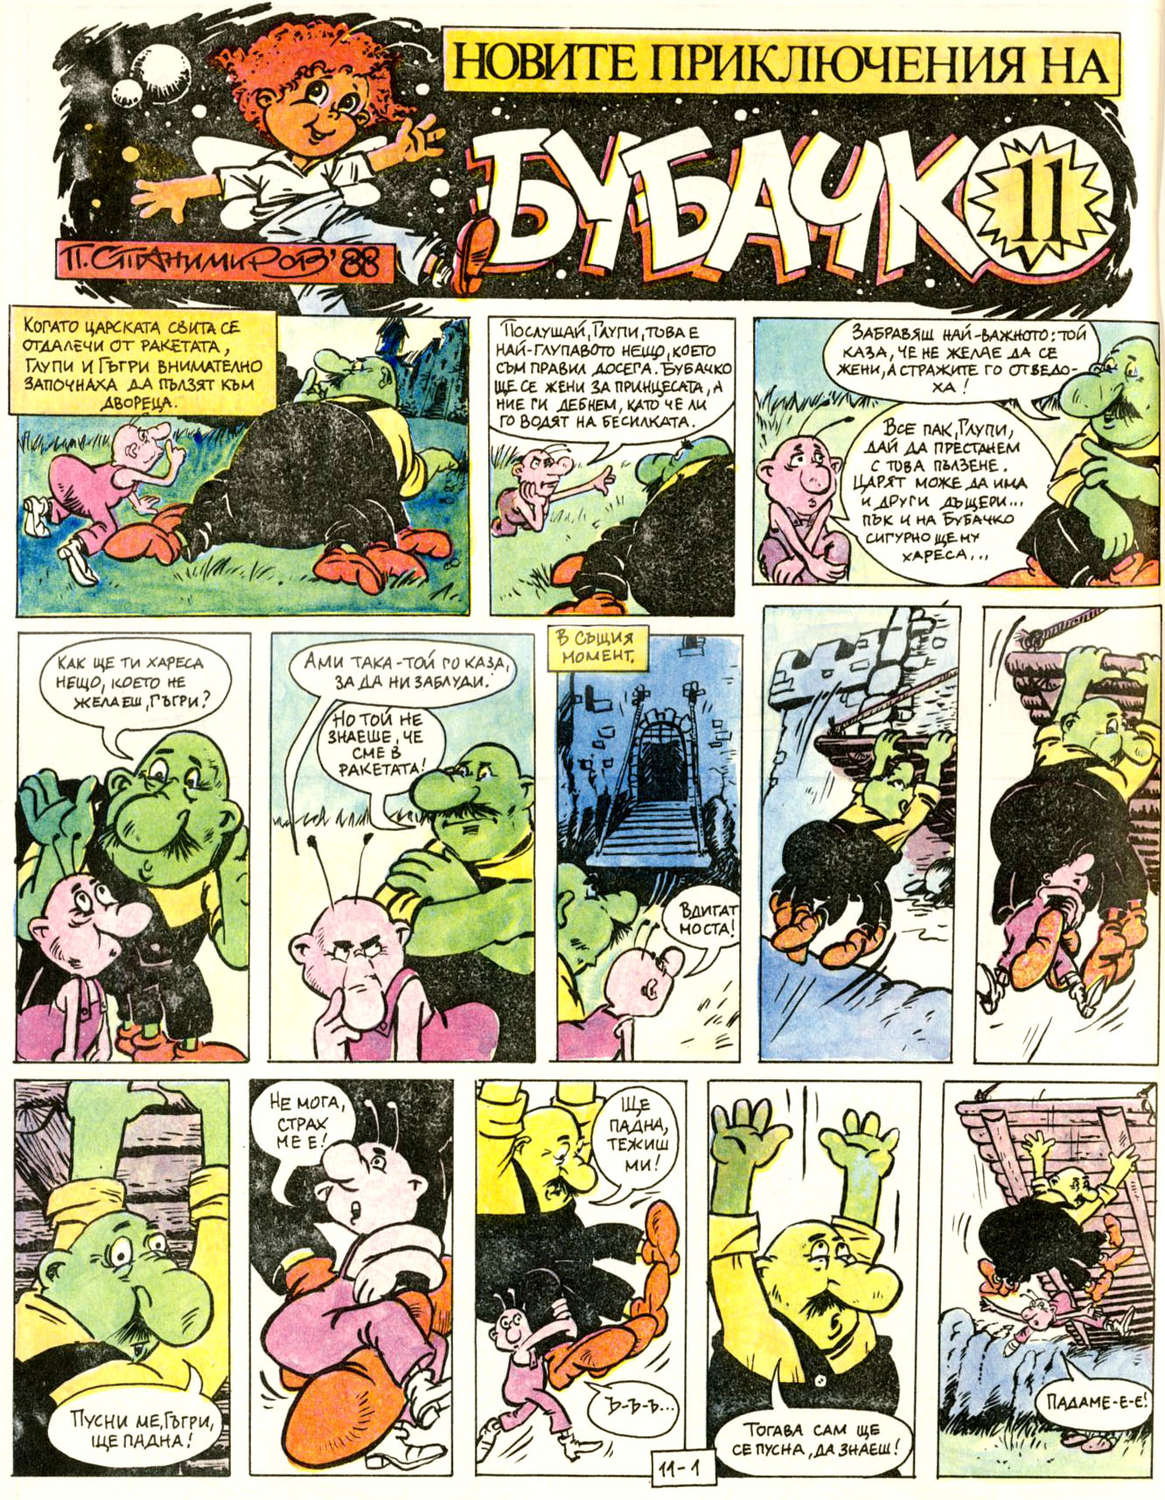 НОВИТЕ ПРИКЛЮЧЕНИЯ НА
БУБАЧКО
11
П. СТАНИМИРОВ '88
КОГАТО ЦАРСКАТА СВИТА СЕ
ОТДАЛЕЧИ ОТ РАКЕТАТА,
ГЛУПИ И ГЪГРИ ВНИМАТЕЛНО
ЗАПОЧНАХА ДА ПЪЛЗЯТ КЪМ
ДВОРЕЦА.
ПОСЛУШАЙ, ГЛУПИ, ТОВА Е
НАЙ-ГЛУПАВОТО НЕЩО, КОЕТО
СЪМ ПРАВИЛ ДОСЕГА. БУБАЧКО
ЩЕ СЕ ЖЕНИ ЗА ПРИНЦЕСАТА, А
НИЕ ГИ ДЕБНЕМ, КАТО ЧЕ ЛИ
ГО ВОДЯТ НА БЕСИЛКАТА.
ЗАБРАВЯШ НАЙ-ВАЖНОТО: ТОЙ
КАЗА, ЧЕ НЕ ЖЕЛАЕ ДА СЕ
ЖЕНИ, А СТРАЖИТЕ ГО ОТВЕДО-
ХА!
ВСЕ ПАК, ГЛУПИ,
ДАЙ ДА ПРЕСТАНЕМ
С ТОВА ПЪЛЗЕНЕ.
ЦАРЯТ МОЖЕ ДА ИМА
И ДРУГИ ДЪЩЕРИ...
ПЪК И НА БУБАЧКО
СИГУРНО ЩЕ МУ
ХАРЕСА...
КАК ЩЕ ТИ ХАРЕСА
НЕЩО, КОЕТО НЕ
ЖЕЛАЕШ, ГЪГРИ?
АМИ ТАКА - ТОЙ ГО КАЗА,
ЗА ДА НИ ЗАБЛУДИ.
НО ТОЙ НЕ
ЗНАЕШЕ, ЧЕ
СМЕ В
РАКЕТАТА!
В СЪЩИЯ
МОМЕНТ.
ВДИГАТ
МОСТА!
ПУСНИ МЕ, ГЪГРИ,
ЩЕ ПАДНА!
НЕ МОГА,
СТРАХ
МЕ Е!
ЩЕ
ПАДНА,
ТЕЖИШ
МИ!
Ъ-Ъ-Ъ...
ТОГАВА САМ ЩЕ
СЕ ПУСНА, ДА ЗНАЕШ!
ПАДАМЕ-Е-Е!
11-1